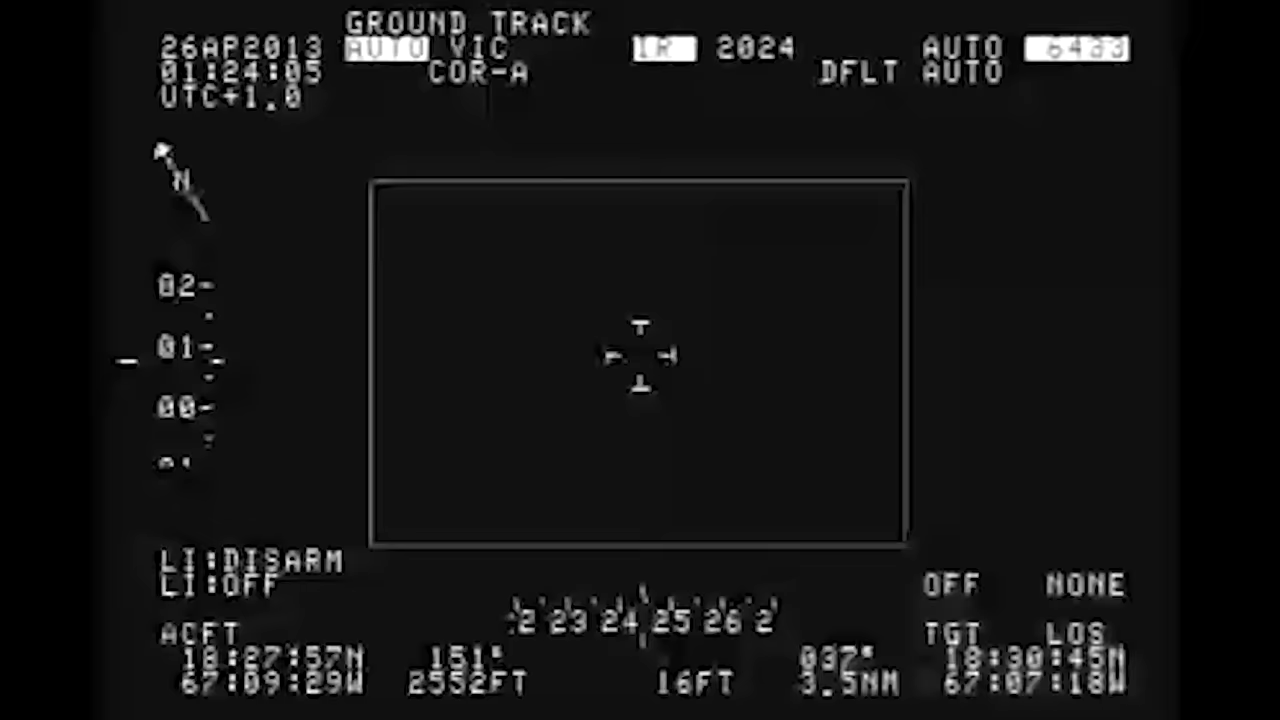 GROUND TRACK
26AP2013 AUTO VIC IR 2024 AUTO 6433
01:24:05 COR-A DFLT AUTO
UTC+1.0
N
02
01
00
LI:DISARM
LI:OFF OFF NONE
23 24 25 26 2
ACFT TGT LOS
18:27:57N 151° 037° 18:30:45N
67:09:29W 2552FT 16FT 3.5NM 67:07:18W